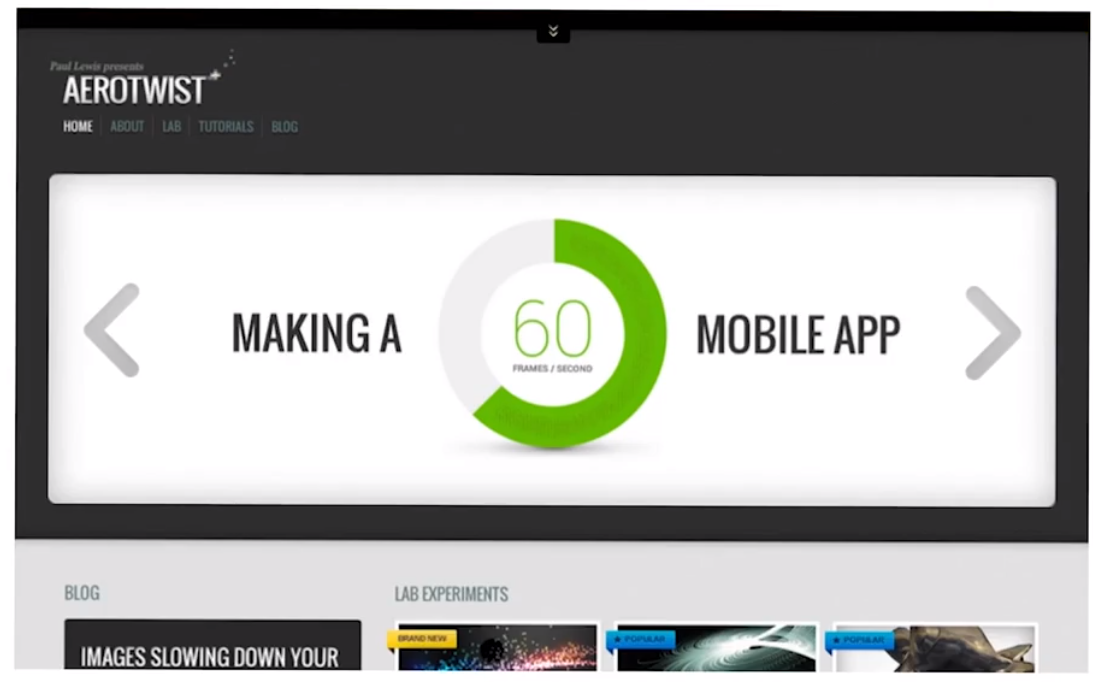 Paul Lewis presents
AEROTWIST
HOME ABOUT LAB TUTORIALS BLOG
MAKING A 60 MOBILE APP
FRAMES / SECOND
BLOG LAB EXPERIMENTS
BRAND NEW POPULAR POPULAR
IMAGES SLOWING DOWN YOUR